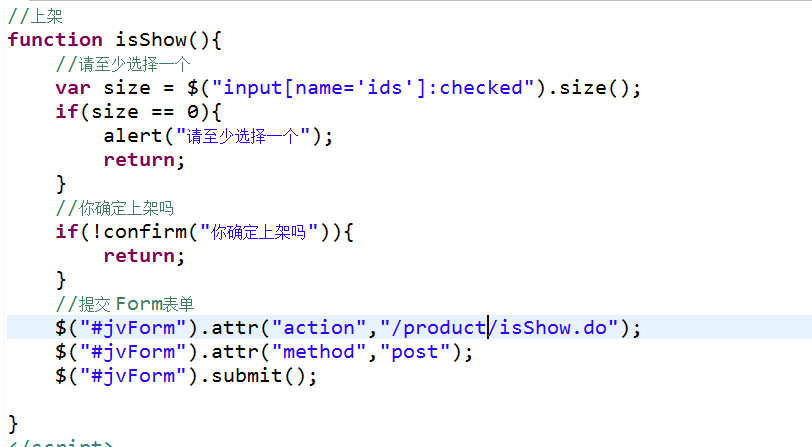 //上架
function isShow(){
    //请至少选择一个
    var size = $("input[name='ids']:checked").size();
    if(size == 0){
        alert("请至少选择一个");
        return;
    }
    //你确定上架吗
    if(!confirm("你确定上架吗")){
        return;
    }
    //提交 Form表单
    $("#jvForm").attr("action","/product/isShow.do");
    $("#jvForm").attr("method","post");
    $("#jvForm").submit();
}
</script>